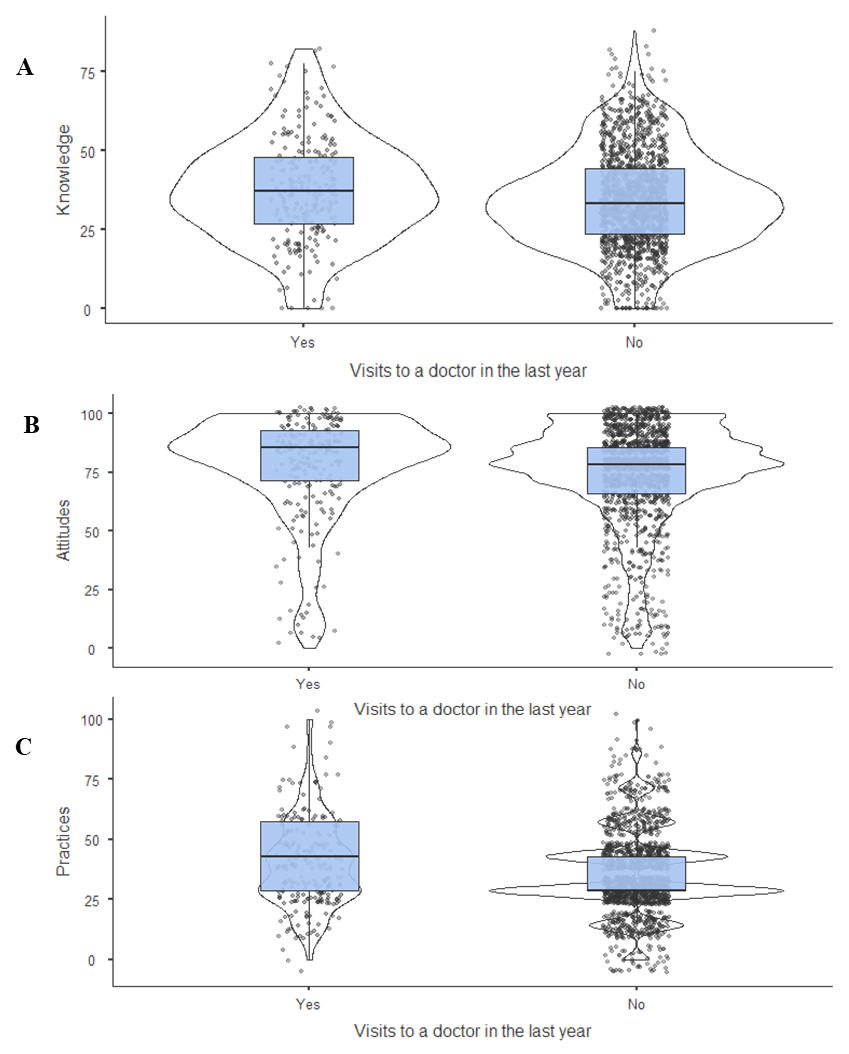 A
75
50
25
0
Knowledge
Yes No
Visits to a doctor in the last year
B
100
75
50
25
0
Attitudes
Yes No
Visits to a doctor in the last year
C
100
75
50
25
0
Practices
Yes No
Visits to a doctor in the last year